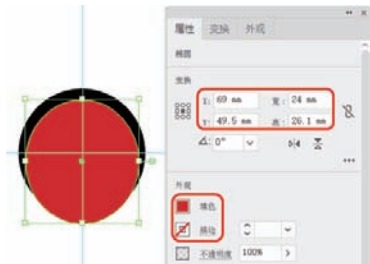 属性 变换 外观
椭圆
变换
X: 69 mm 宽: 24 mm
Y: 49.5 mm 高: 26.1 mm
0°
外观
填色
描边
不透明度 100%